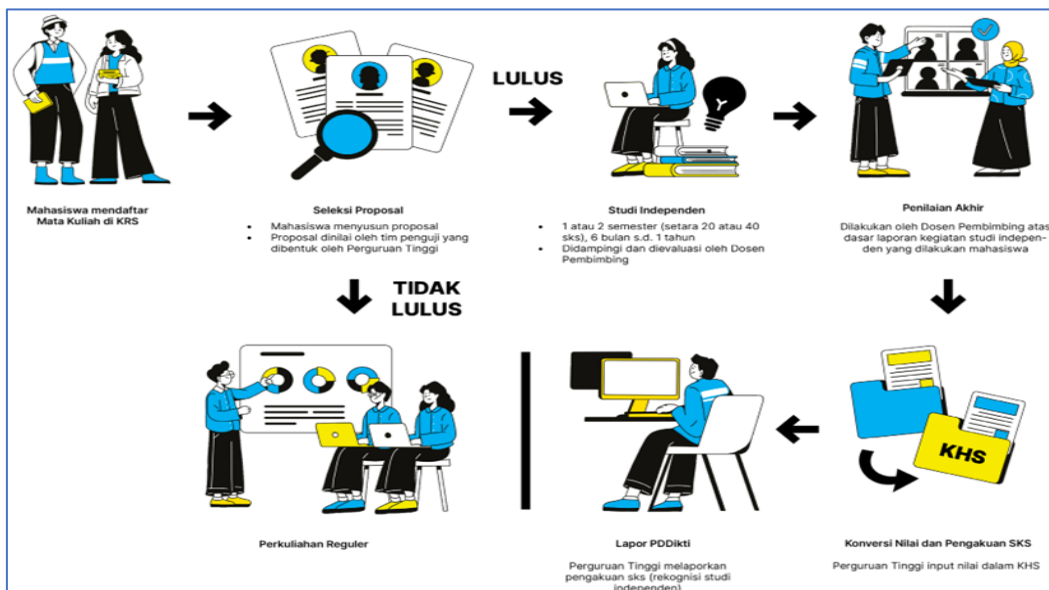 LULUS
Mahasiswa mendaftar
Mata Kuliah di KRS
Seleksi Proposal
• Mahasiswa menyusun proposal
• Proposal dinilai oleh tim penguji yang
dibentuk oleh Perguruan Tinggi
Studi Independen
• 1 atau 2 semester (setara 20 atau 40
sks), 6 bulan s.d. 1 tahun
• Didampingi dan dievaluasi oleh Dosen
Pembimbing
Penilaian Akhir
Dilakukan oleh Dosen Pembimbing atas
dasar laporan kegiatan studi indepen-
den yang dilakukan mahasiswa
TIDAK
LULUS
KHS
Perkuliahan Reguler
Lapor PDDikti
Perguruan Tinggi melaporkan
pengakuan sks (rekognisi studi
independen)
Konversi Nilai dan Pengakuan SKS
Perguruan Tinggi input nilai dalam KHS